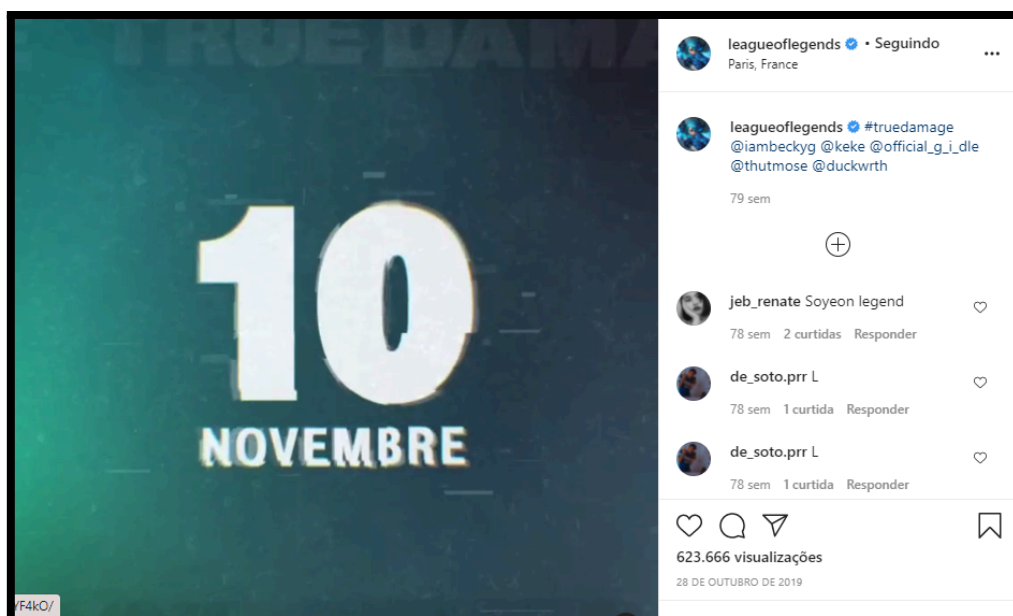 TRUE DAMA
10
NOVEMBRE
/F4kO/
leagueoflegends • Seguindo
Paris, France
leagueoflegends #truedamage
@iambeckyg @keke @official_g_i_dle
@thutmose @duckwrth
79 sem
jeb_renate Soyeon legend
78 sem 2 curtidas Responder
de_soto.prr L
78 sem 1 curtida Responder
de_soto.prr L
78 sem 1 curtida Responder
623.666 visualizações
28 DE OUTUBRO DE 2019